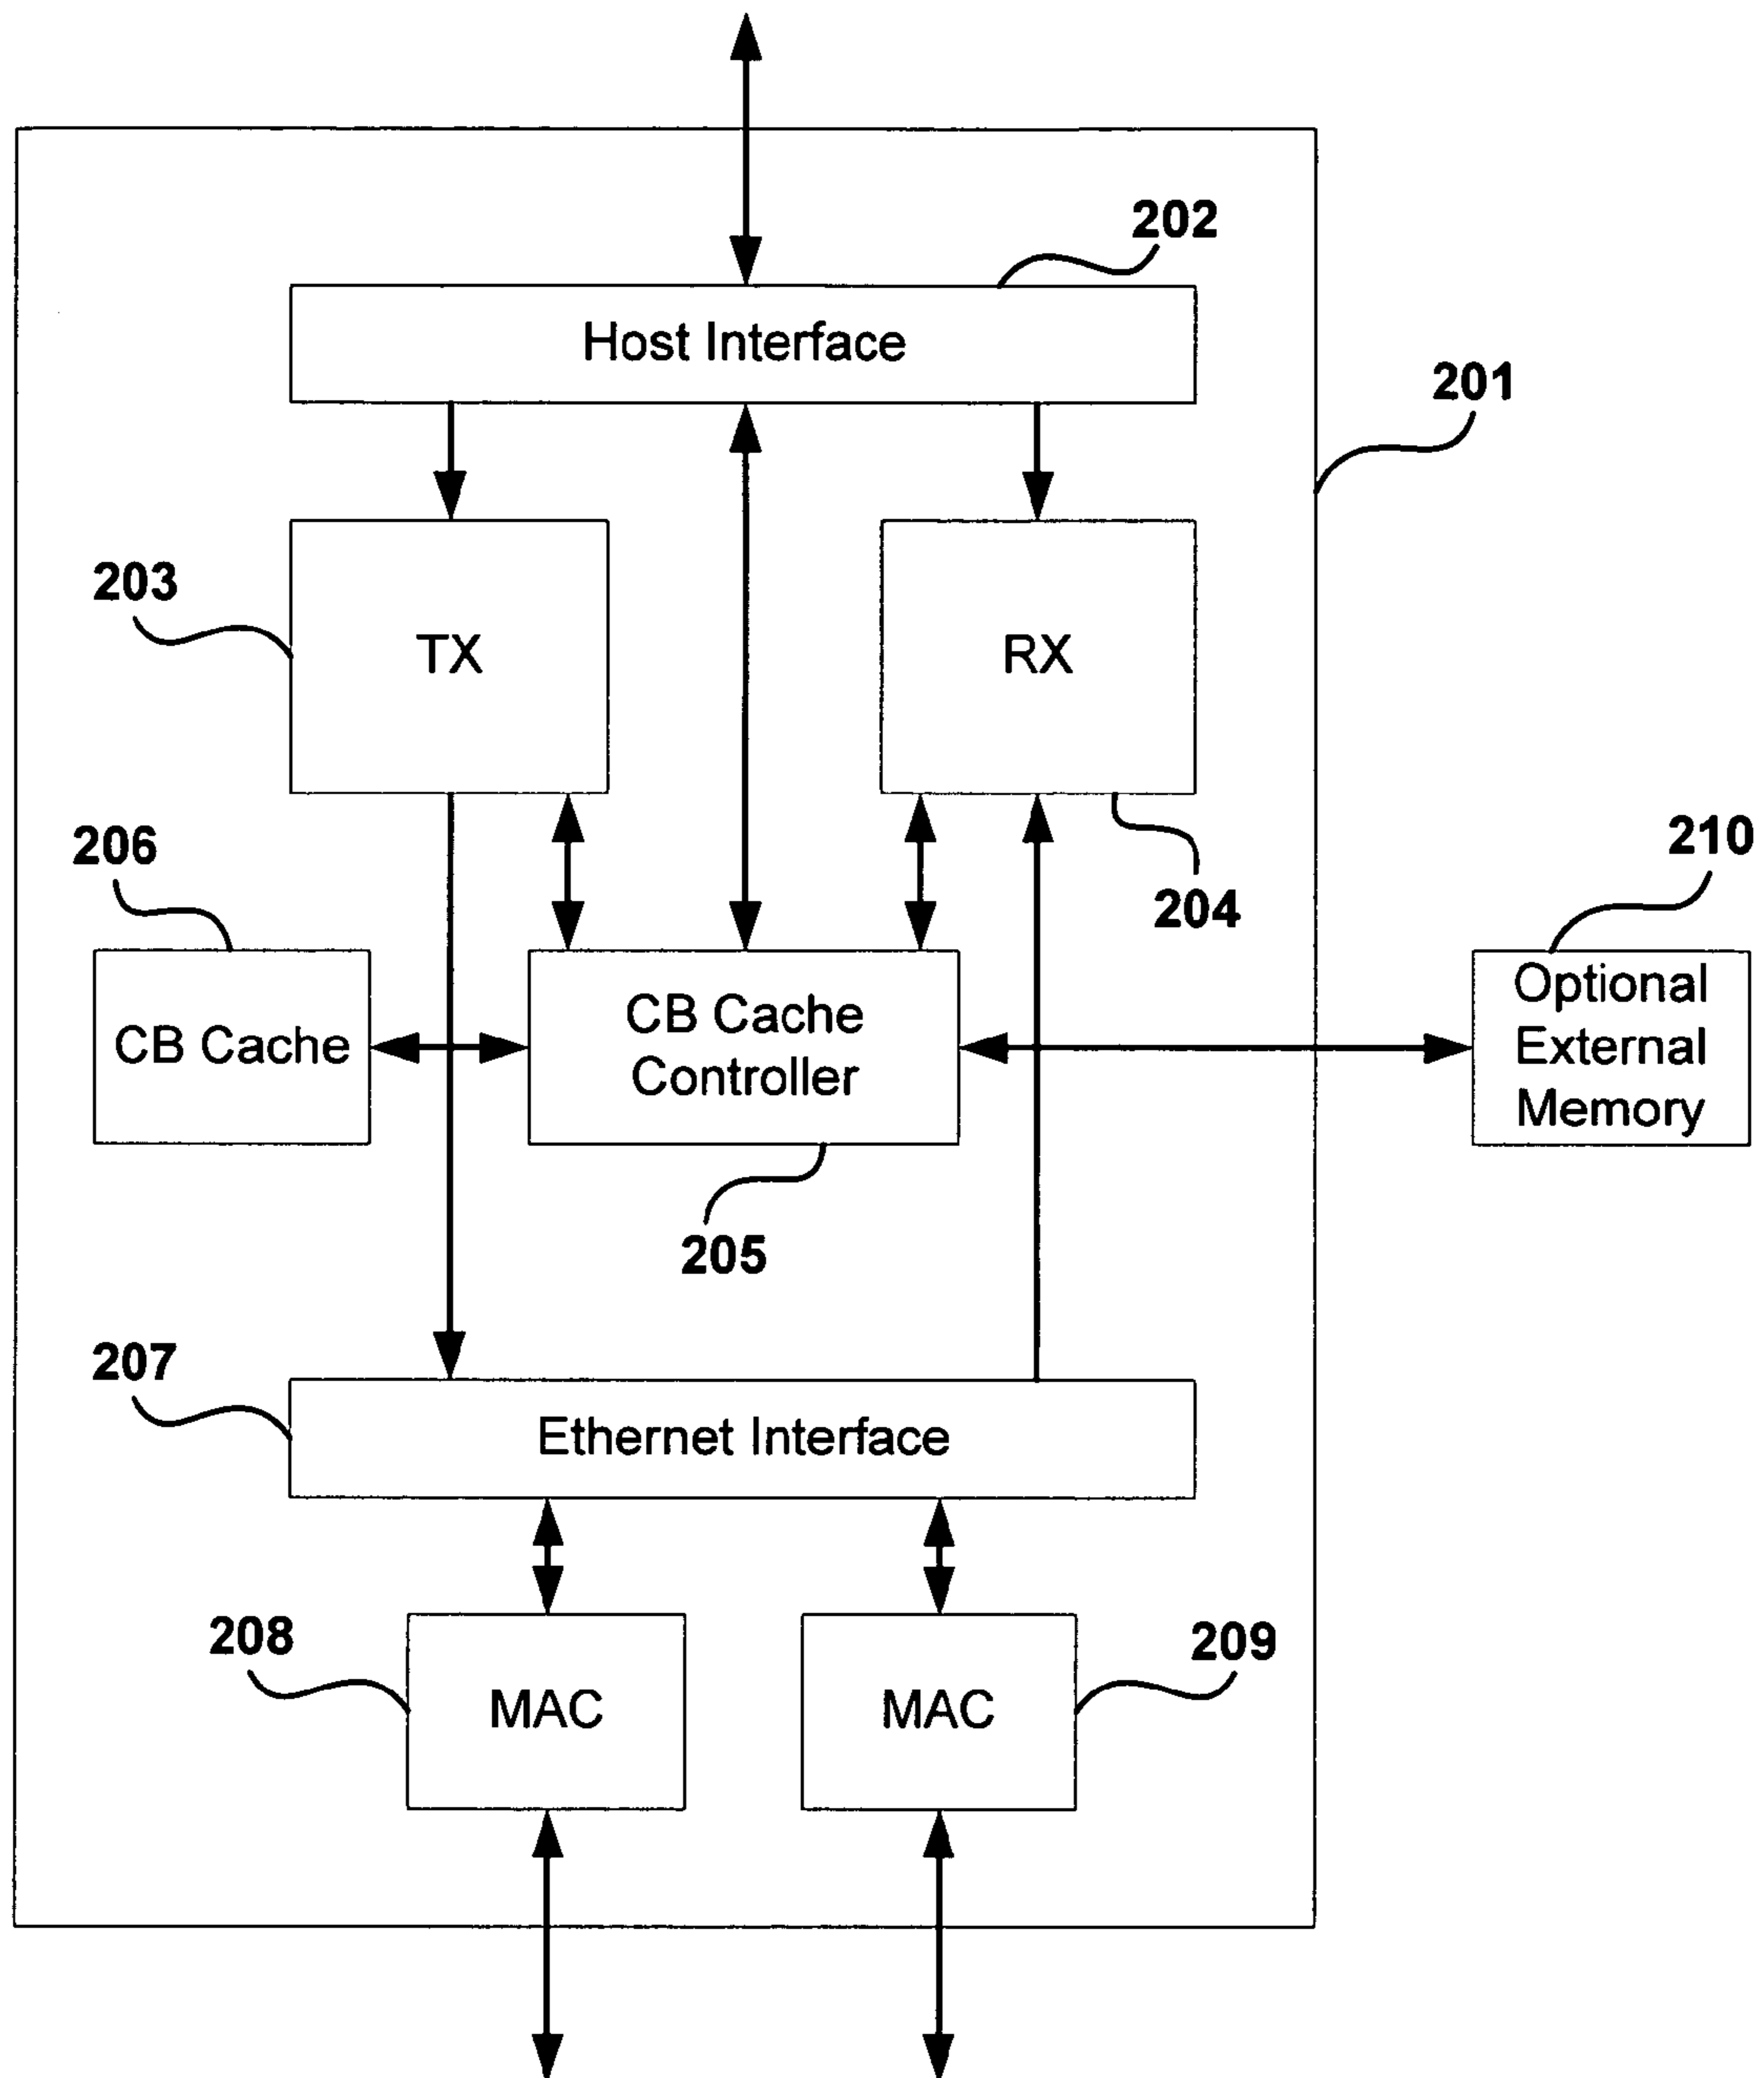 202
Host Interface
201
203
TX
RX
206
210
204
CB Cache
CB Cache
Controller
Optional
External
Memory
205
207
Ethernet Interface
208
209
MAC
MAC